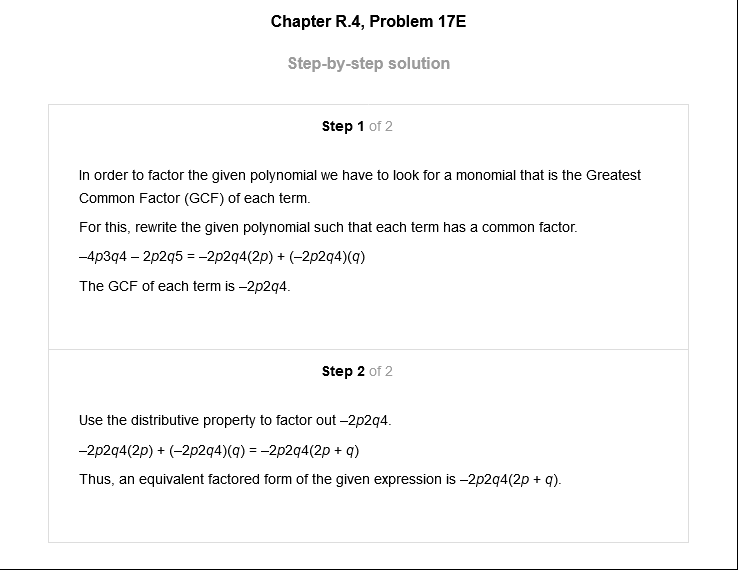 Chapter R.4, Problem 17E
Step-by-step solution
Step 1 of 2
In order to factor the given polynomial we have to look for a monomial that is the Greatest
Common Factor (GCF) of each term.
For this, rewrite the given polynomial such that each term has a common factor.
–4p3q4 – 2p2q5 = –2p2q4(2p) + (–2p2q4)(q)
The GCF of each term is –2p2q4.
Step 2 of 2
Use the distributive property to factor out –2p2q4.
–2p2q4(2p) + (–2p2q4)(q) = –2p2q4(2p + q)
Thus, an equivalent factored form of the given expression is –2p2q4(2p + q).